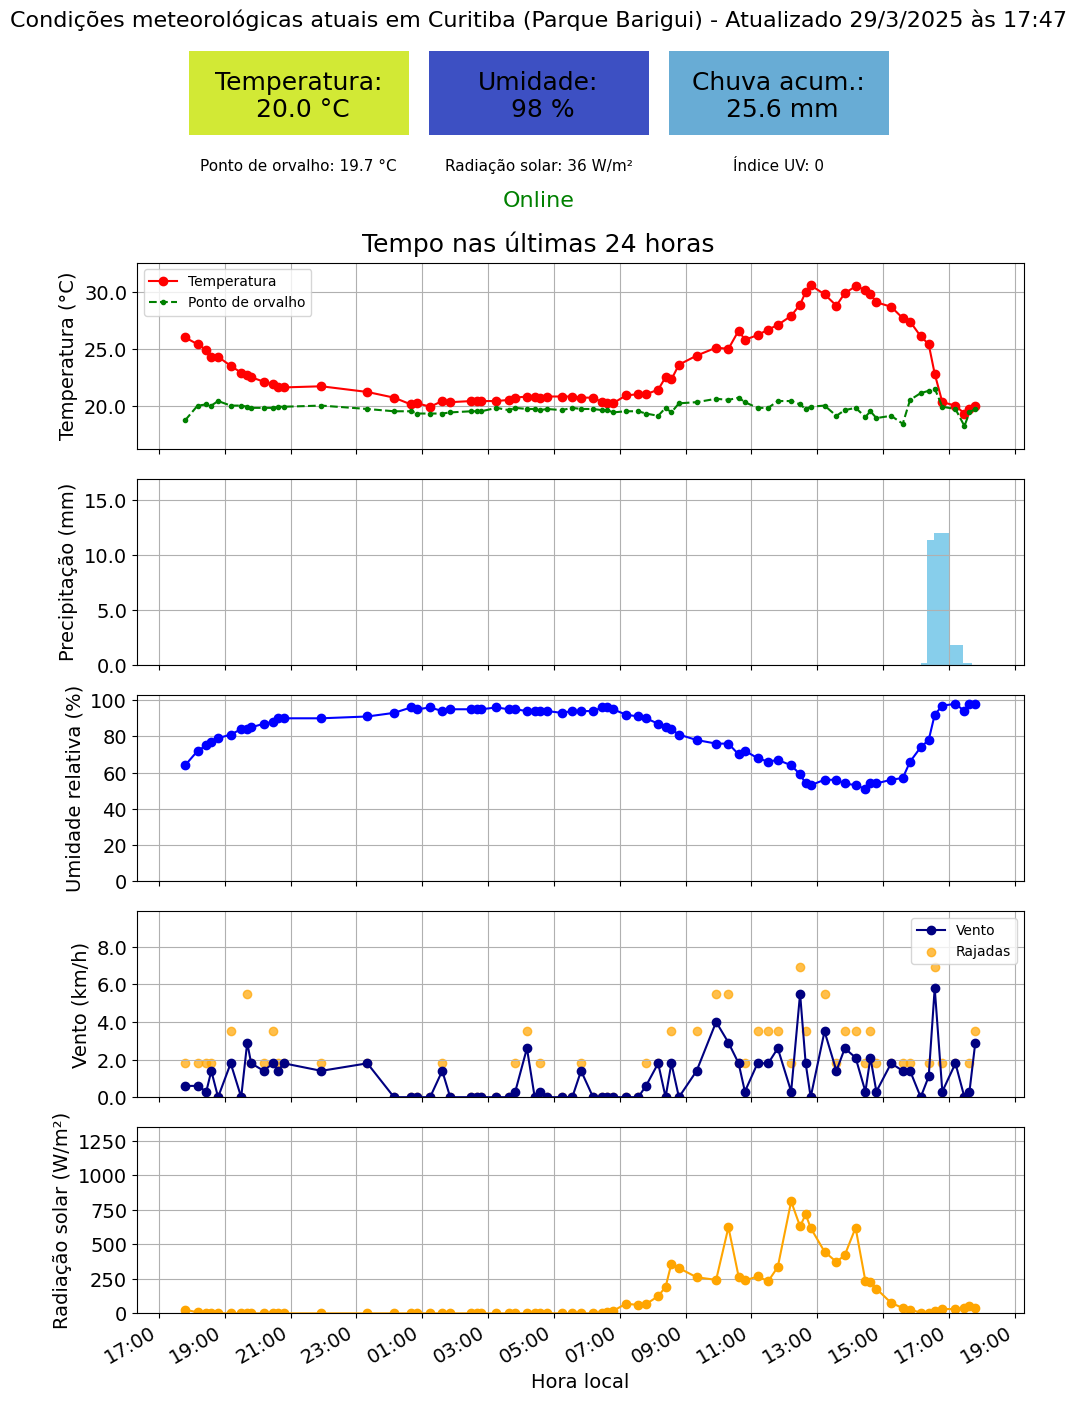 Condições meteorológicas atuais em Curitiba (Parque Barigui) - Atualizado 29/3/2025 às 17:47
Temperatura:
20.0 °C
Umidade:
98 %
Chuva acum.:
25.6 mm
Ponto de orvalho: 19.7 °C
Radiação solar: 36 W/m²
Índice UV: 0
Online
Tempo nas últimas 24 horas
Temperatura (°C)
30.0
25.0
20.0
Temperatura
Ponto de orvalho
Precipitação (mm)
15.0
10.0
5.0
0.0
Umidade relativa (%)
100
80
60
40
20
0
Vento (km/h)
8.0
6.0
4.0
2.0
0.0
Vento
Rajadas
Radiação solar (W/m²)
1250
1000
750
500
250
0
17:00
19:00
21:00
23:00
01:00
03:00
05:00
07:00
09:00
11:00
13:00
15:00
17:00
19:00
Hora local